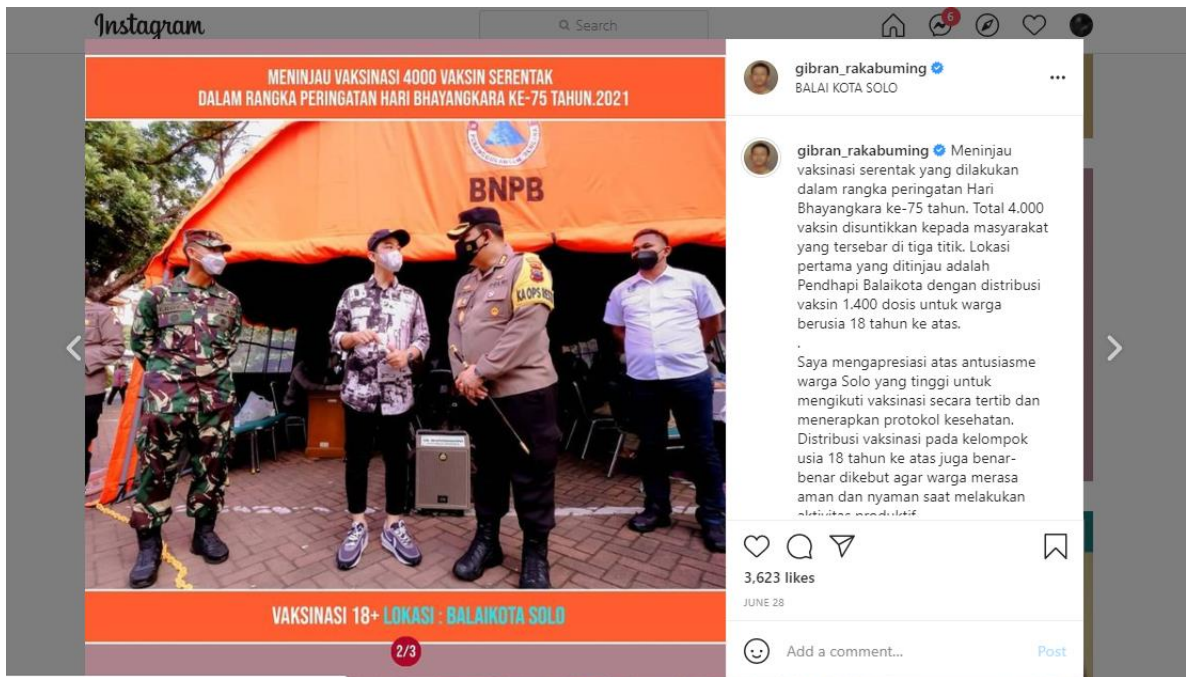 Instagram
Search
6
MENINJAU VAKSINASI 4000 VAKSIN SERENTAK
DALAM RANGKA PERINGATAN HARI BHAYANGKARA KE-75 TAHUN.2021
BNPB
KA OPS
VAKSINASI 18+ LOKASI : BALAIKOTA SOLO
2/3
gibran_rakabuming
BALAI KOTA SOLO
gibran_rakabuming Meninjau
vaksinasi serentak yang dilakukan
dalam rangka peringatan Hari
Bhayangkara ke-75 tahun. Total 4.000
vaksin disuntikkan kepada masyarakat
yang tersebar di tiga titik. Lokasi
pertama yang ditinjau adalah
Pendhapi Balaikota dengan distribusi
vaksin 1.400 dosis untuk warga
berusia 18 tahun ke atas.
.
Saya mengapresiasi atas antusiasme
warga Solo yang tinggi untuk
mengikuti vaksinasi secara tertib dan
menerapkan protokol kesehatan.
Distribusi vaksinasi pada kelompok
usia 18 tahun ke atas juga benar-
benar dikebut agar warga merasa
aman dan nyaman saat melakukan
aktivitas produktif
3,623 likes
JUNE 28
Add a comment...
Post